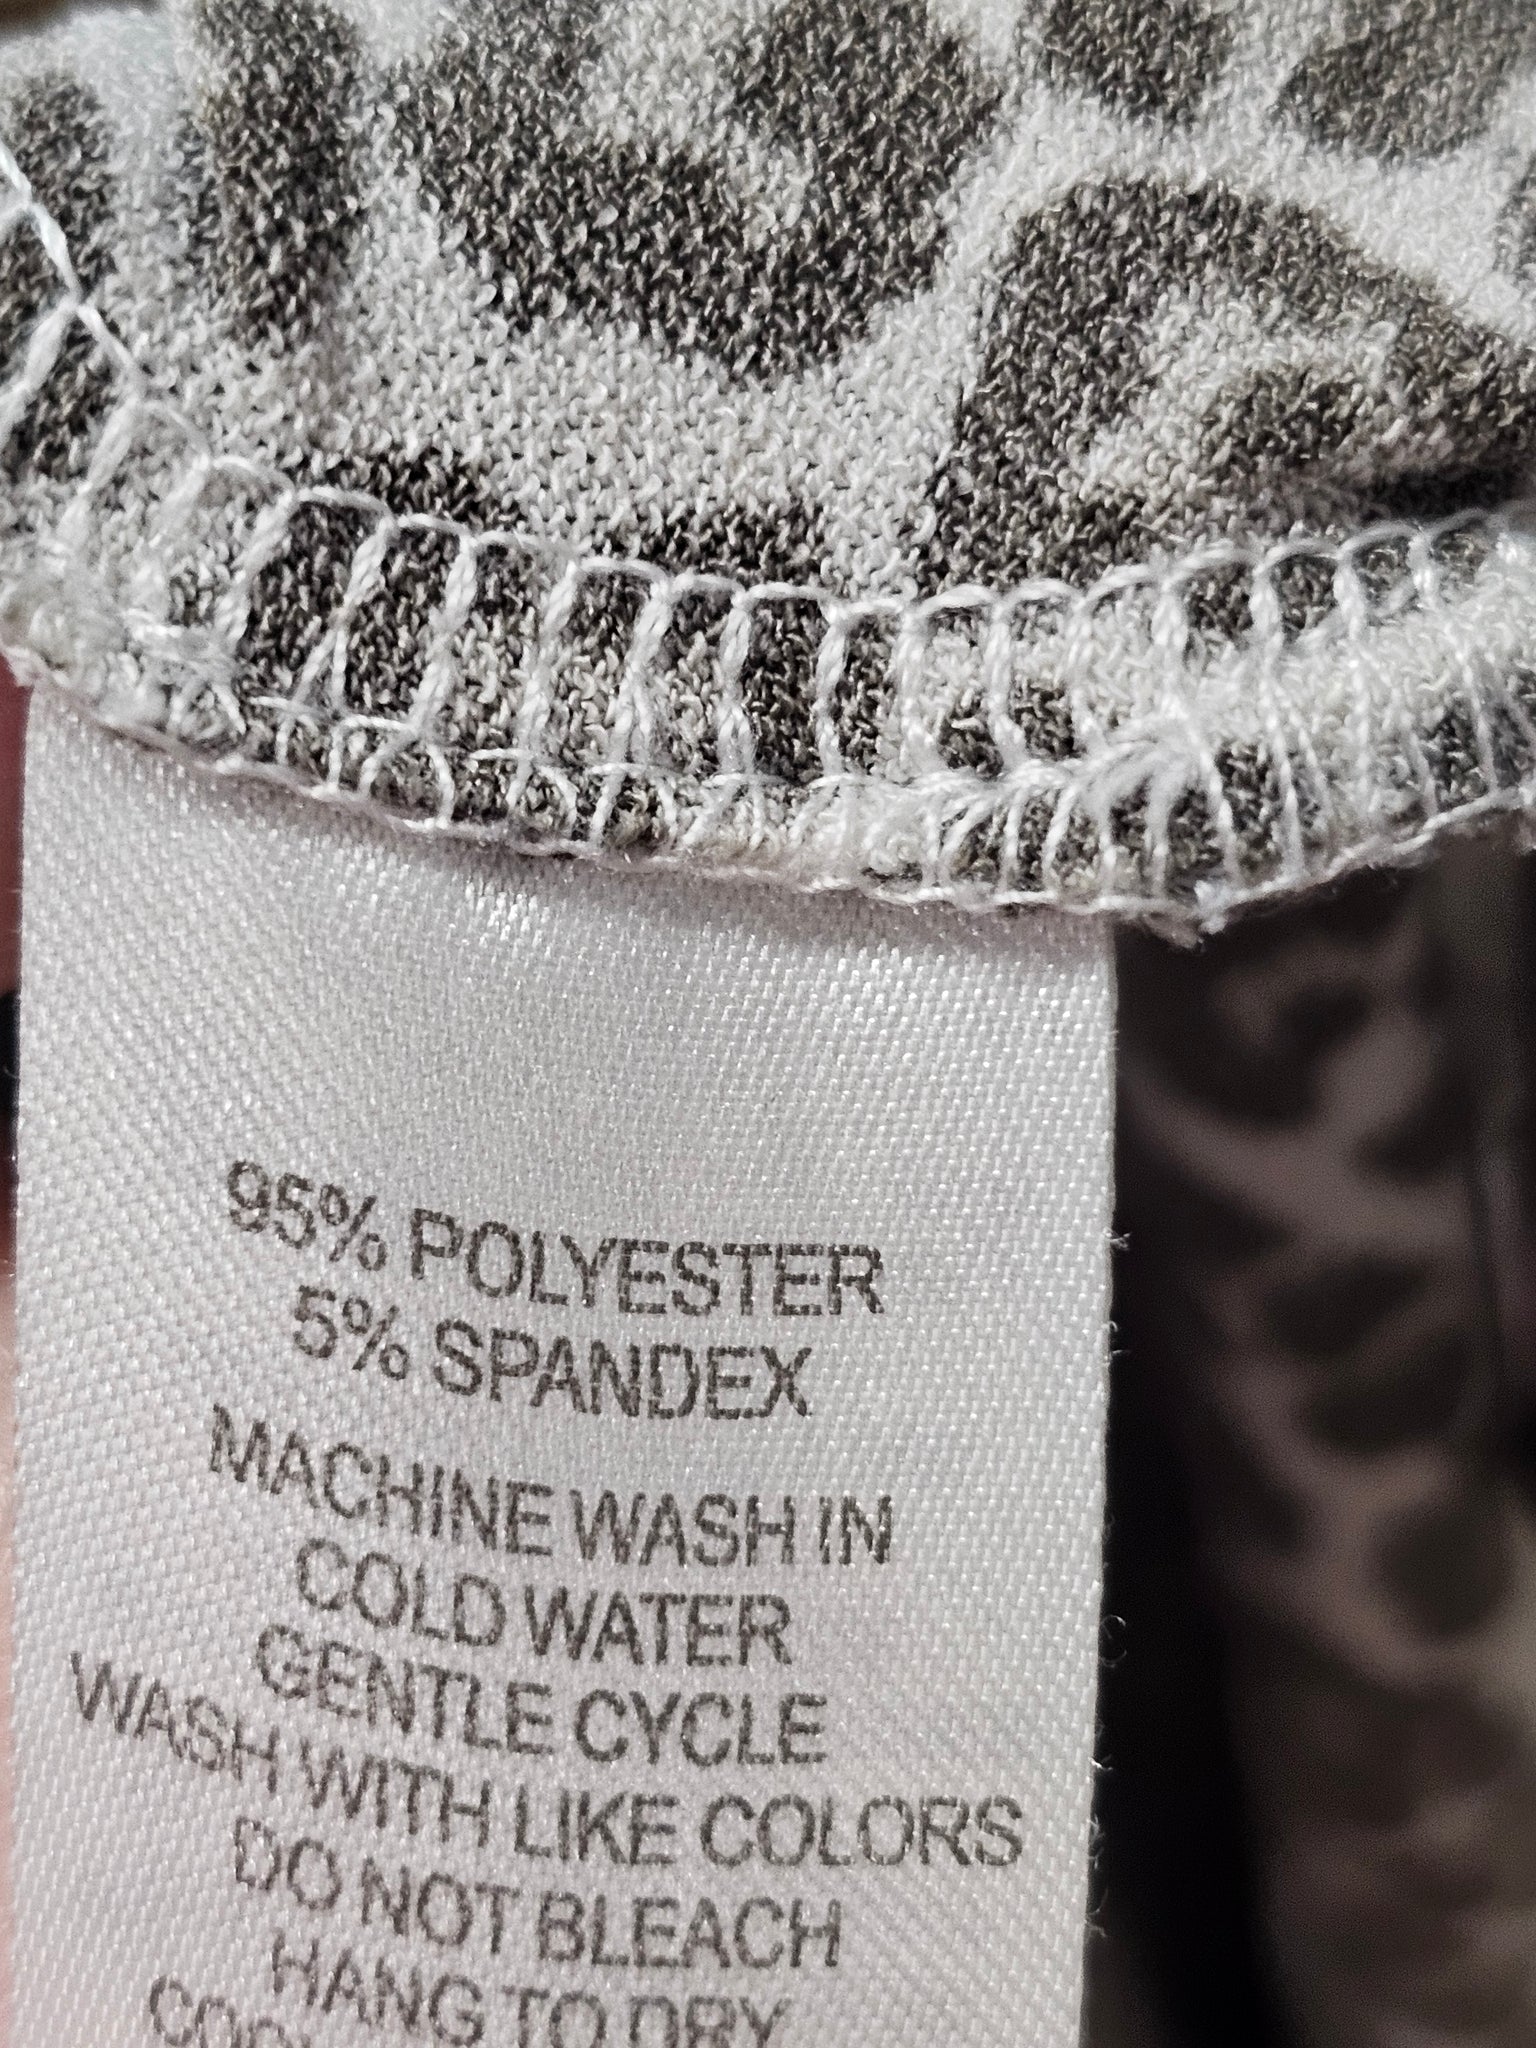 95% POLYESTER
5% SPANDEX
MACHINE WASH IN
COLD WATER
GENTLE CYCLE
WASH WITH LIKE COLORS
DO NOT BLEACH
HANG TO DRY